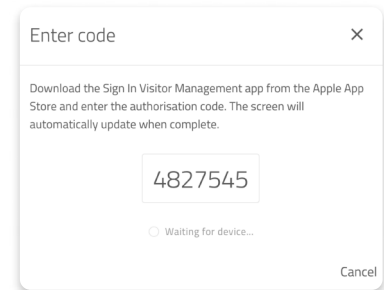 Enter code
Download the Sign In Visitor Management app from the Apple App
Store and enter the authorisation code. The screen will
automatically update when complete.
4827545
Waiting for device...
Cancel